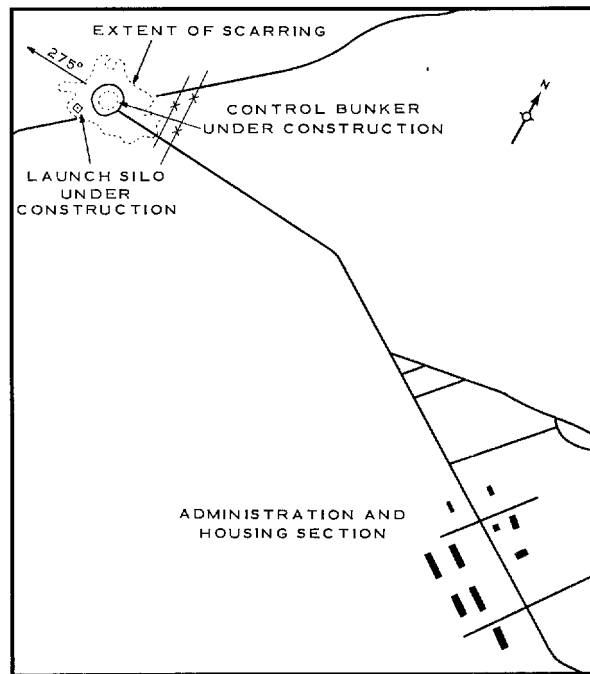 EXTENT OF SCARRING
275°
N
CONTROL BUNKER
UNDER CONSTRUCTION
LAUNCH SILO
UNDER
CONSTRUCTION
ADMINISTRATION AND
HOUSING SECTION